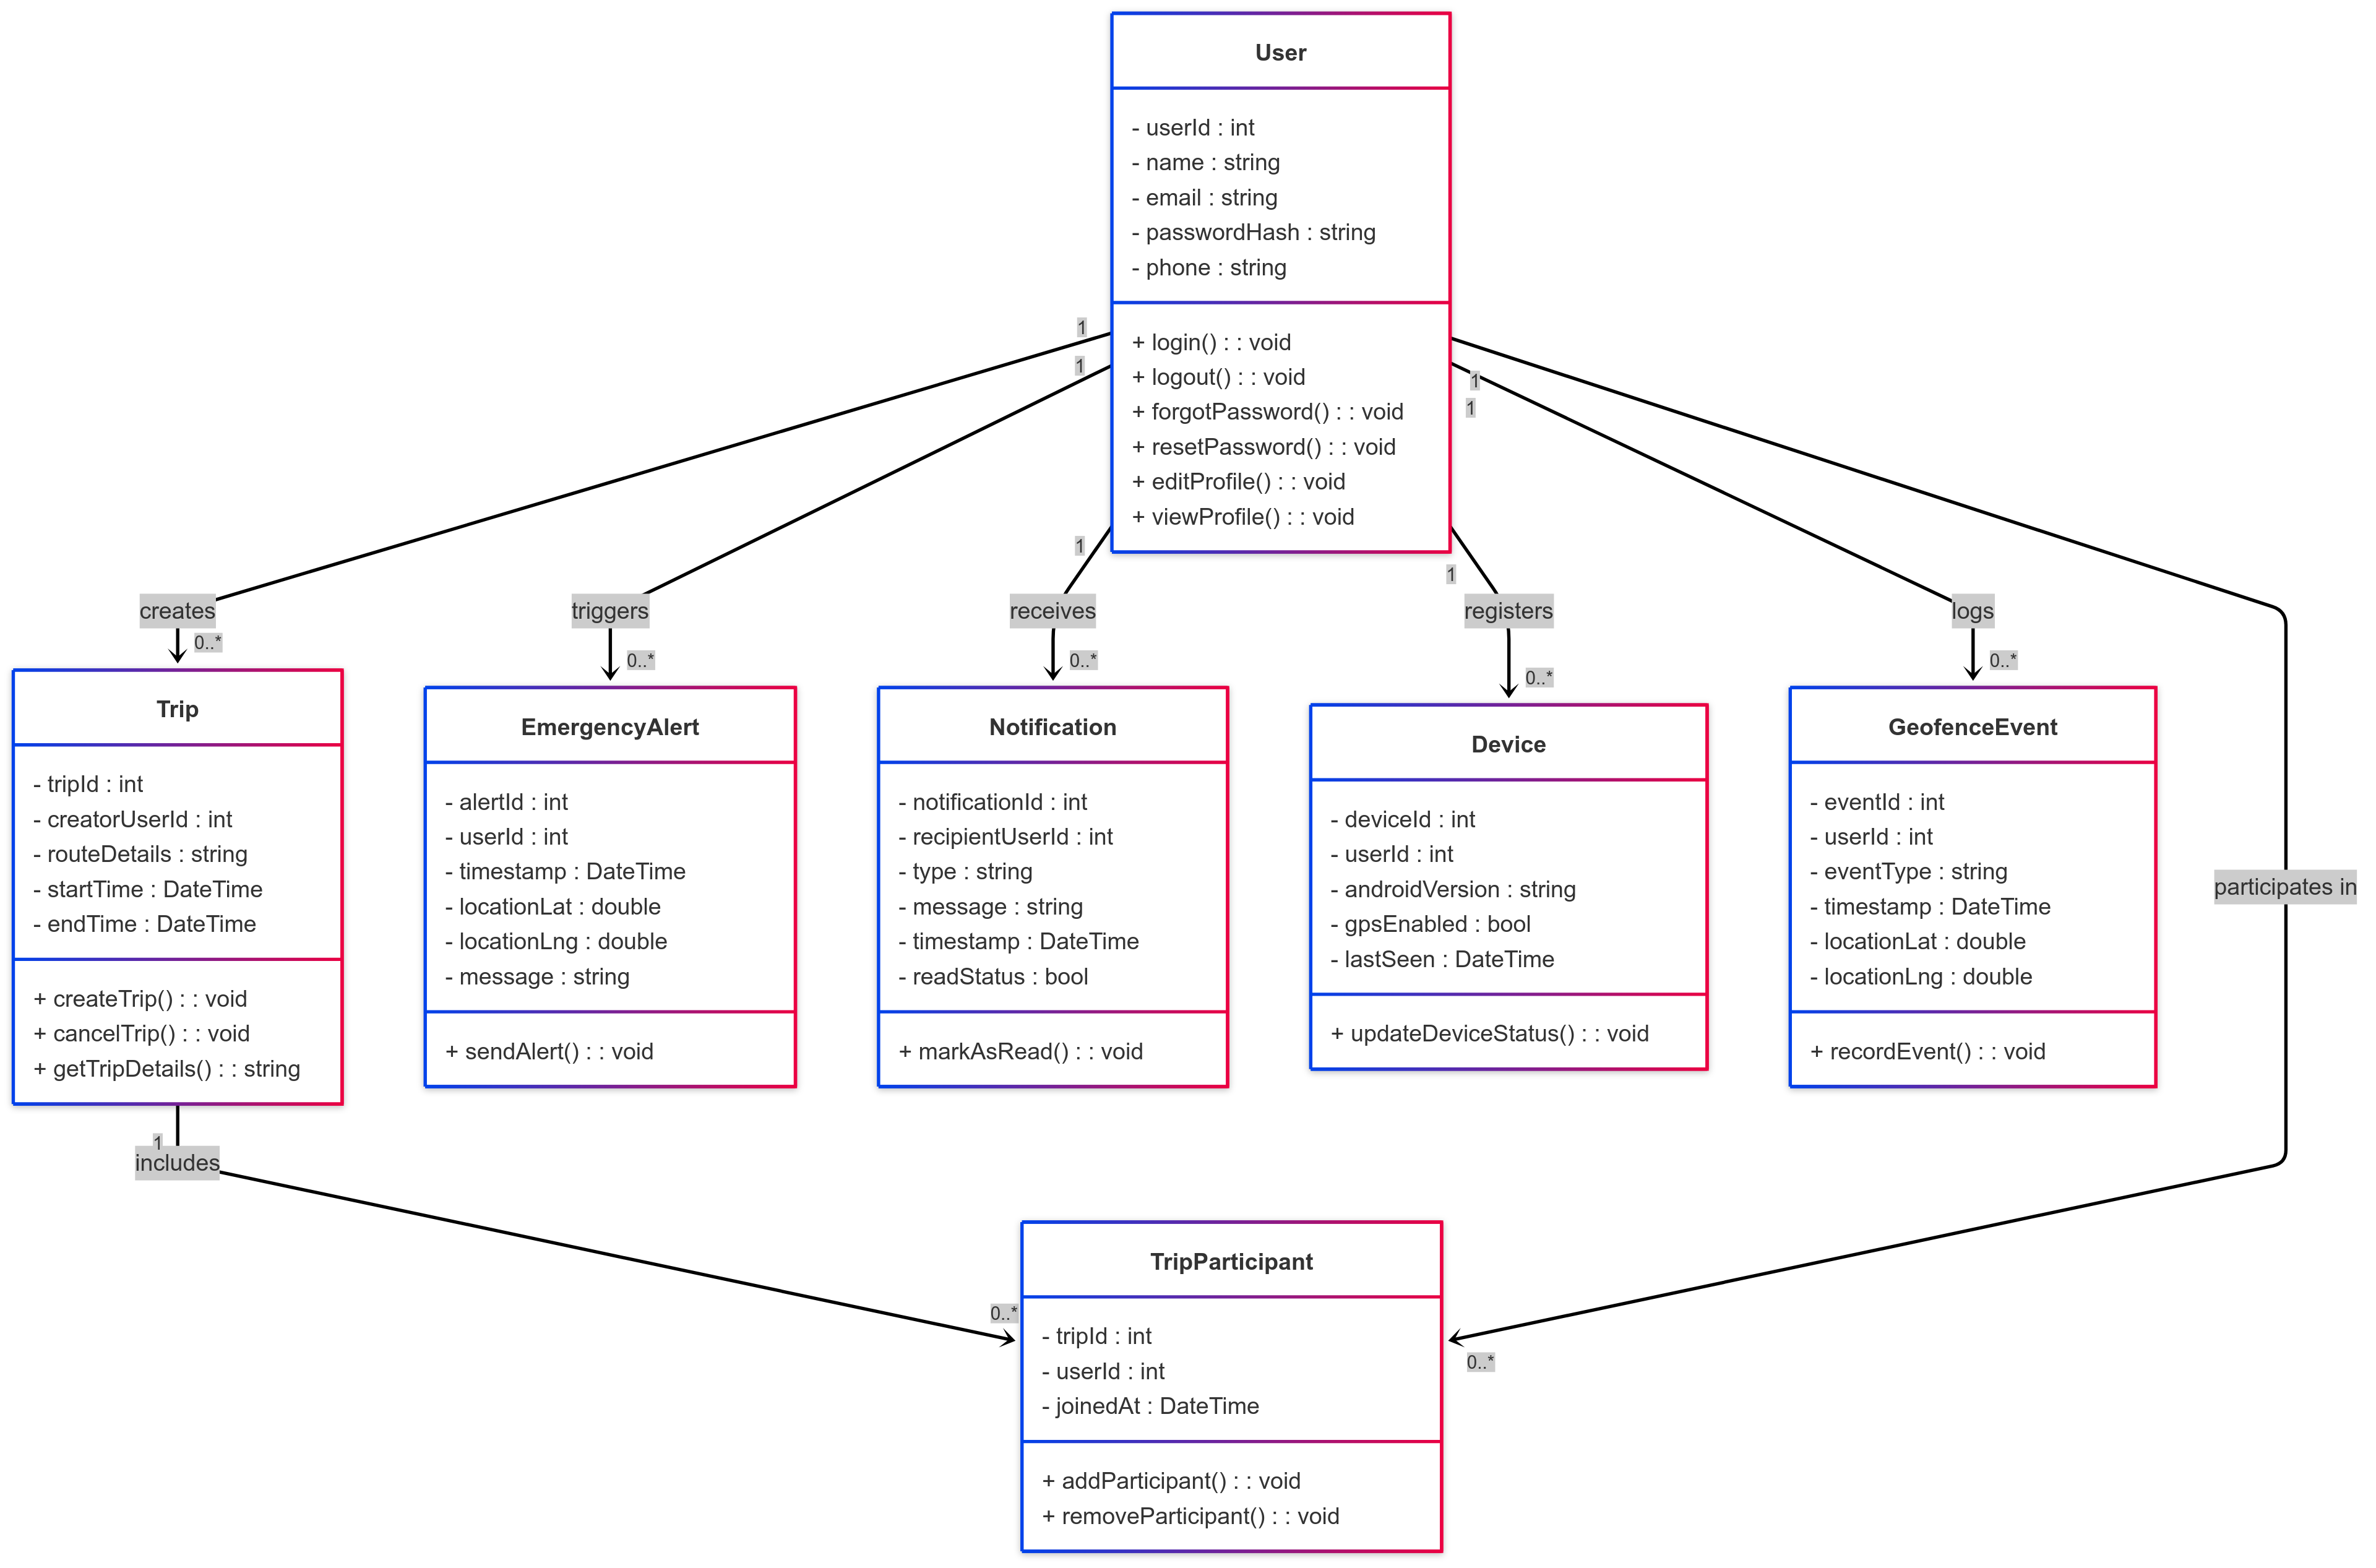 User
- userId : int
- name : string
- email : string
- passwordHash : string
- phone : string
+ login() : : void
+ logout() : : void
+ forgotPassword() : : void
+ resetPassword() : : void
+ editProfile() : : void
+ viewProfile() : : void
1
1
1
1
1
1
creates
triggers
receives
registers
logs
participates in
0..*
0..*
0..*
0..*
0..*
Trip
- tripId : int
- creatorUserId : int
- routeDetails : string
- startTime : DateTime
- endTime : DateTime
+ createTrip() : : void
+ cancelTrip() : : void
+ getTripDetails() : : string
EmergencyAlert
- alertId : int
- userId : int
- timestamp : DateTime
- locationLat : double
- locationLng : double
- message : string
+ sendAlert() : : void
Notification
- notificationId : int
- recipientUserId : int
- type : string
- message : string
- timestamp : DateTime
- readStatus : bool
+ markAsRead() : : void
Device
- deviceId : int
- userId : int
- androidVersion : string
- gpsEnabled : bool
- lastSeen : DateTime
+ updateDeviceStatus() : : void
GeofenceEvent
- eventId : int
- userId : int
- eventType : string
- timestamp : DateTime
- locationLat : double
- locationLng : double
+ recordEvent() : : void
1
includes
0..*
0..*
TripParticipant
- tripId : int
- userId : int
- joinedAt : DateTime
+ addParticipant() : : void
+ removeParticipant() : : void